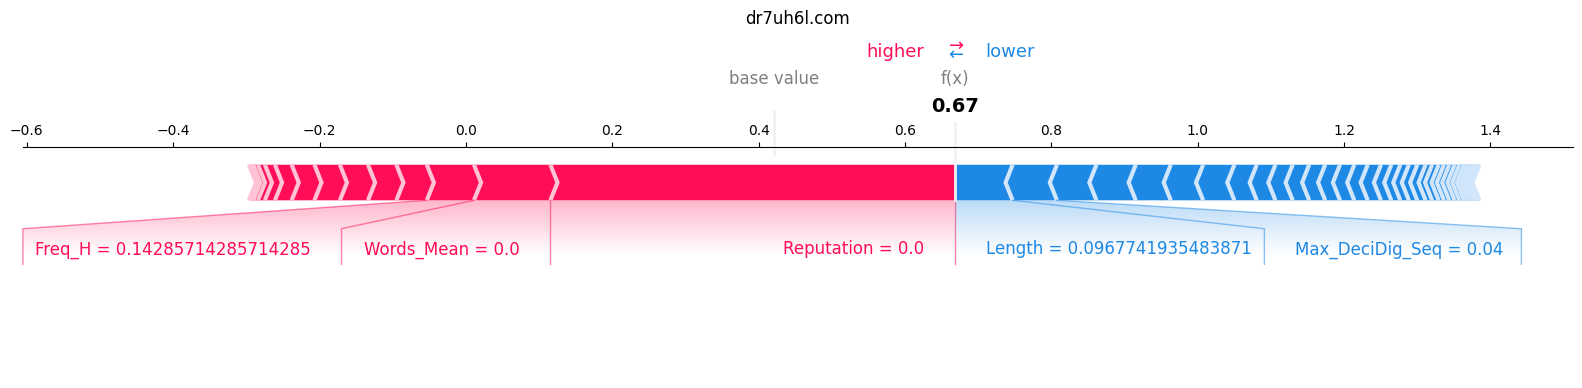 dr7uh6l.com
higher → ← lower
base value f(x)
0.67
−0.6 −0.4 −0.2 0.0 0.2 0.4 0.6 0.8 1.0 1.2 1.4
Freq_H = 0.14285714285714285 Words_Mean = 0.0 Reputation = 0.0 Length = 0.0967741935483871 Max_DeciDig_Seq = 0.04